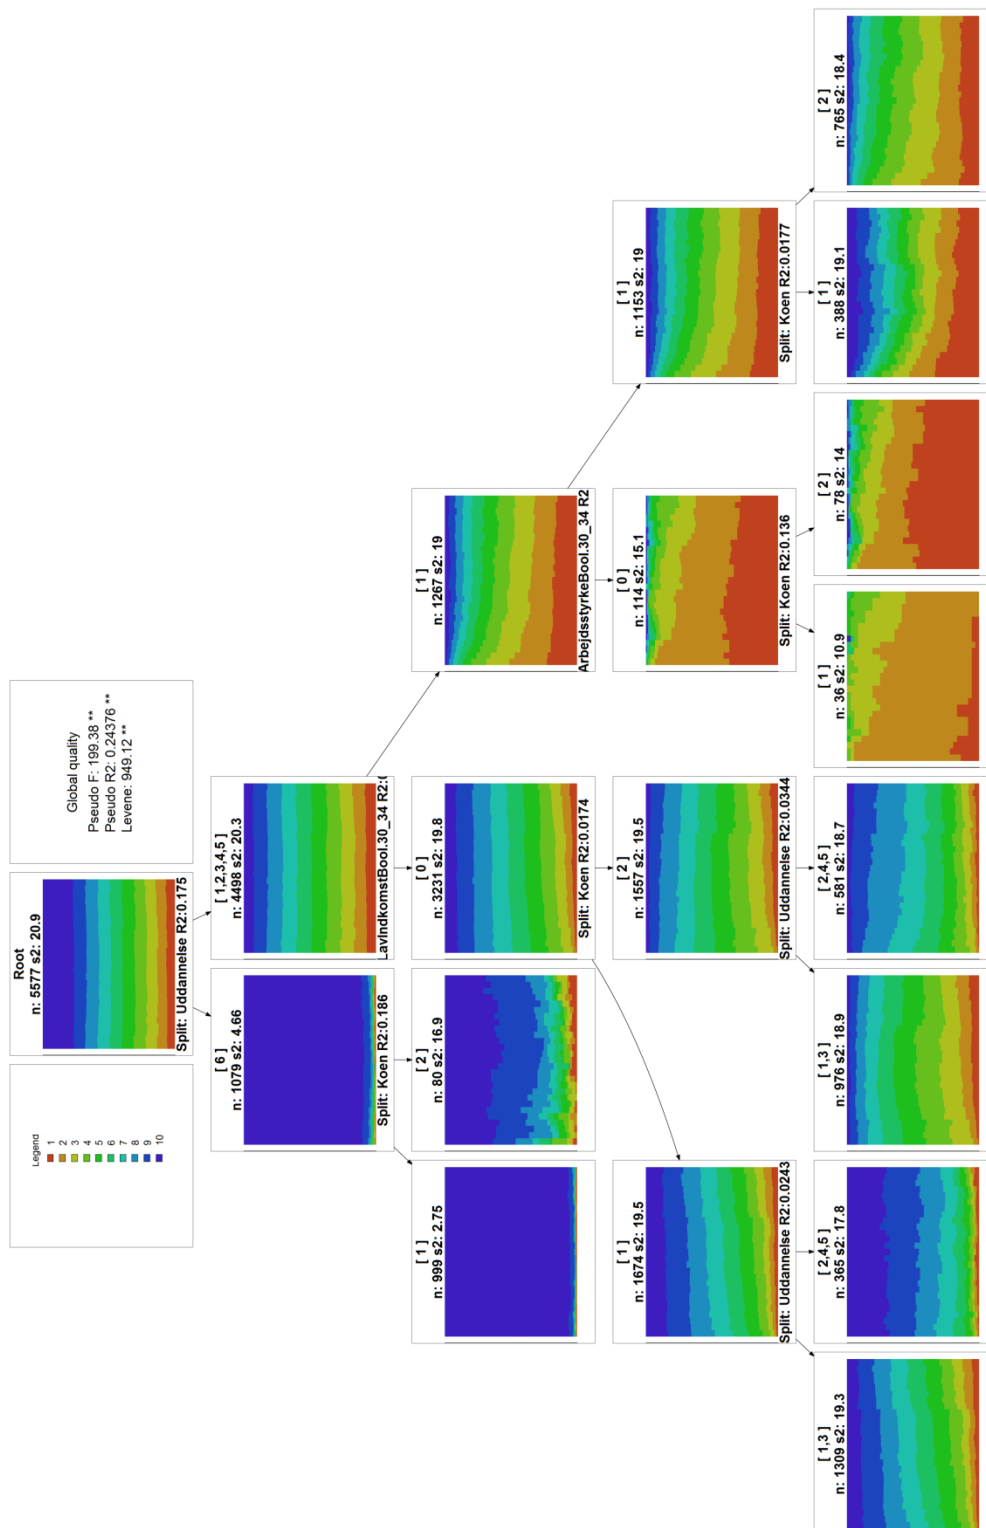 Legend
1
2
3
4
5
6
7
8
9
10
Root
n: 5577 s2: 20.9
Split: Uddannelse R2:0.175
Global quality
Pseudo F: 199.38 **
Pseudo R2: 0.24376 **
Levene: 949.12 **
[ 6 ]
n: 1079 s2: 4.66
Split: Koen R2:0.186
[ 1,2,3,4,5 ]
n: 4498 s2: 20.3
LavIndkomstBool.30_34 R2:
[ 1 ]
n: 999 s2: 2.75
[ 2 ]
n: 80 s2: 16.9
[ 0 ]
n: 3231 s2: 19.8
Split: Koen R2:0.0174
[ 1 ]
n: 1267 s2: 19
ArbejdsstyrkeBool.30_34 R2
[ 1 ]
n: 1674 s2: 19.5
Split: Uddannelse R2:0.0243
[ 2 ]
n: 1557 s2: 19.5
Split: Uddannelse R2:0.0344
[ 0 ]
n: 114 s2: 15.1
Split: Koen R2:0.136
[ 1 ]
n: 1153 s2: 19
Split: Koen R2:0.0177
[ 1,3 ]
n: 1309 s2: 19.3
[ 2,4,5 ]
n: 365 s2: 17.8
[ 1,3 ]
n: 976 s2: 18.9
[ 2,4,5 ]
n: 581 s2: 18.7
[ 1 ]
n: 36 s2: 10.9
[ 2 ]
n: 78 s2: 14
[ 1 ]
n: 388 s2: 19.1
[ 2 ]
n: 765 s2: 18.4